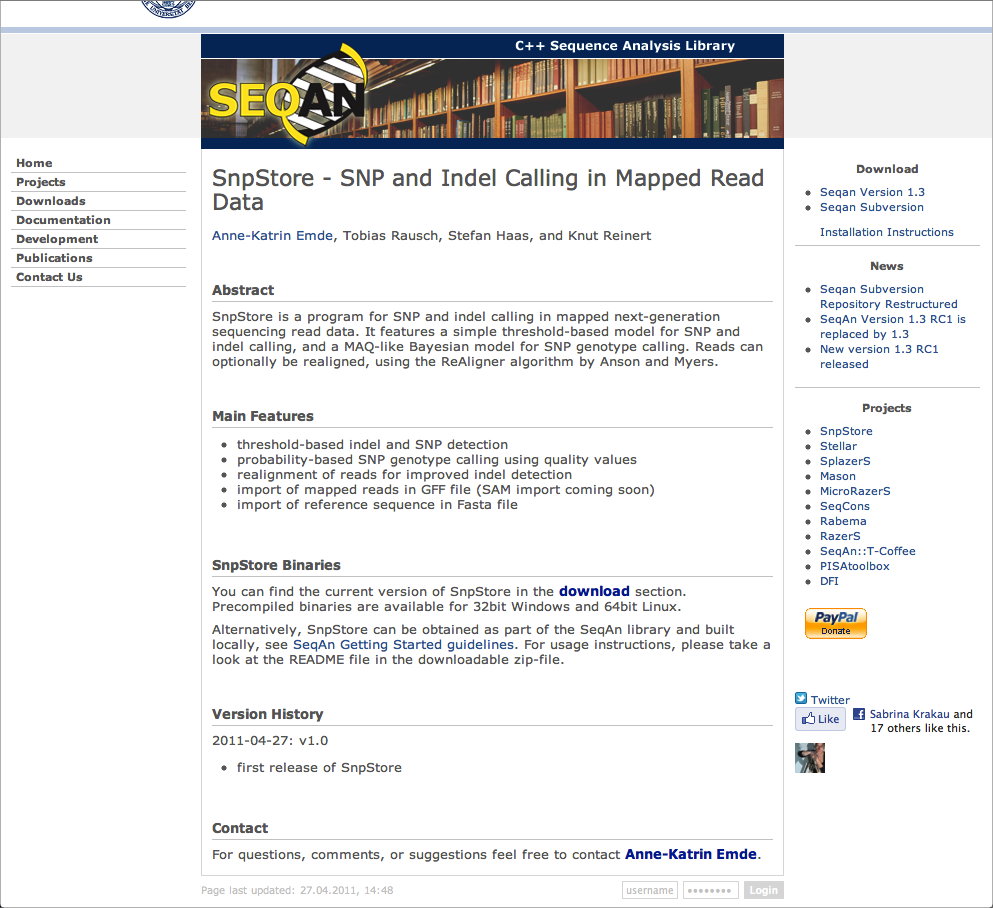 C++ Sequence Analysis Library
SEQAN
Home
Projects
Downloads
Documentation
Development
Publications
Contact Us
SnpStore - SNP and Indel Calling in Mapped Read
Data
Anne-Katrin Emde, Tobias Rausch, Stefan Haas, and Knut Reinert
Abstract
SnpStore is a program for SNP and indel calling in mapped next-generation
sequencing read data. It features a simple threshold-based model for SNP and
indel calling, and a MAQ-like Bayesian model for SNP genotype calling. Reads can
optionally be realigned, using the ReAligner algorithm by Anson and Myers.
Main Features
• threshold-based indel and SNP detection
• probability-based SNP genotype calling using quality values
• realignment of reads for improved indel detection
• import of mapped reads in GFF file (SAM import coming soon)
• import of reference sequence in Fasta file
SnpStore Binaries
You can find the current version of SnpStore in the download section.
Precompiled binaries are available for 32bit Windows and 64bit Linux.
Alternatively, SnpStore can be obtained as part of the SeqAn library and built
locally, see SeqAn Getting Started guidelines. For usage instructions, please take a
look at the README file in the downloadable zip-file.
Version History
2011-04-27: v1.0
• first release of SnpStore
Contact
For questions, comments, or suggestions feel free to contact Anne-Katrin Emde.
Download
• Seqan Version 1.3
• Seqan Subversion
Installation Instructions
News
• Seqan Subversion
Repository Restructured
• SeqAn Version 1.3 RC1 is
replaced by 1.3
• New version 1.3 RC1
released
Projects
• SnpStore
• Stellar
• SplazerS
• Mason
• MicroRazerS
• SeqCons
• Rabema
• RazerS
• SeqAn::T-Coffee
• PISAtoolbox
• DFI
PayPal
Donate
Twitter
Like
Sabrina Krakau and
17 others like this.
Page last updated: 27.04.2011, 14:48
username
••••••••
Login